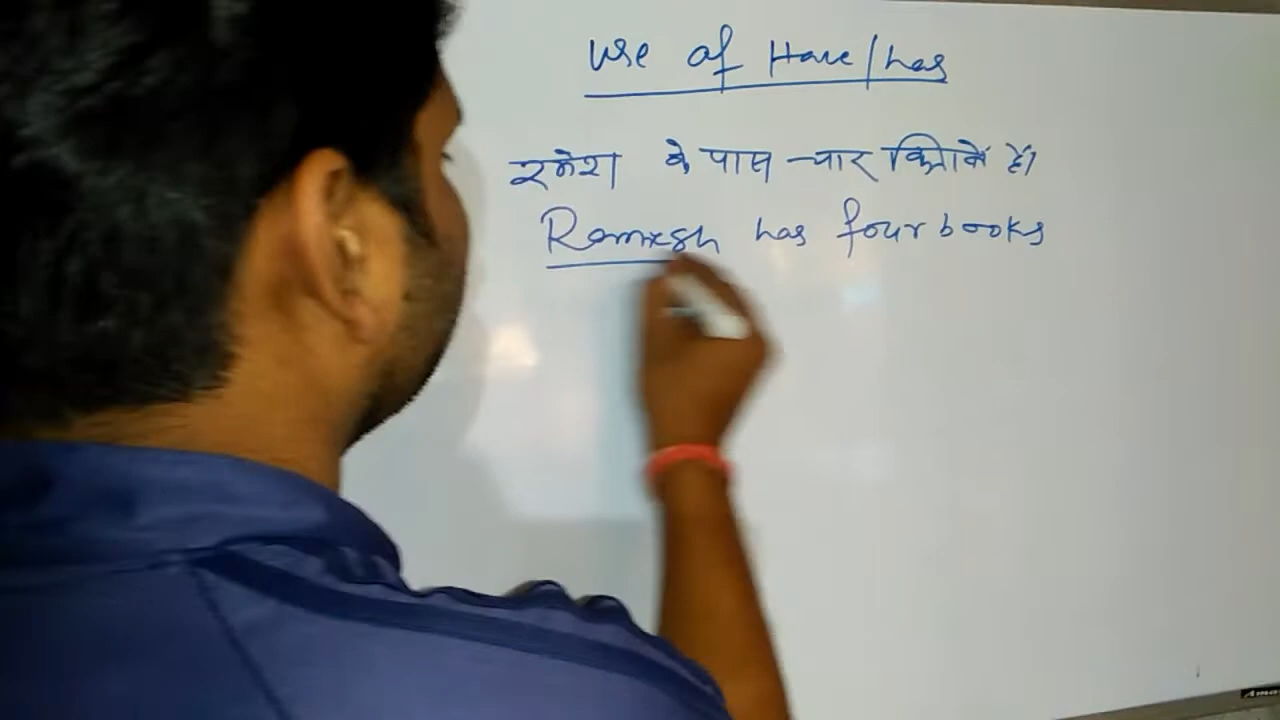 use of Have/has
रमेश के पास चार किताबें हैं।
Ramesh has four books